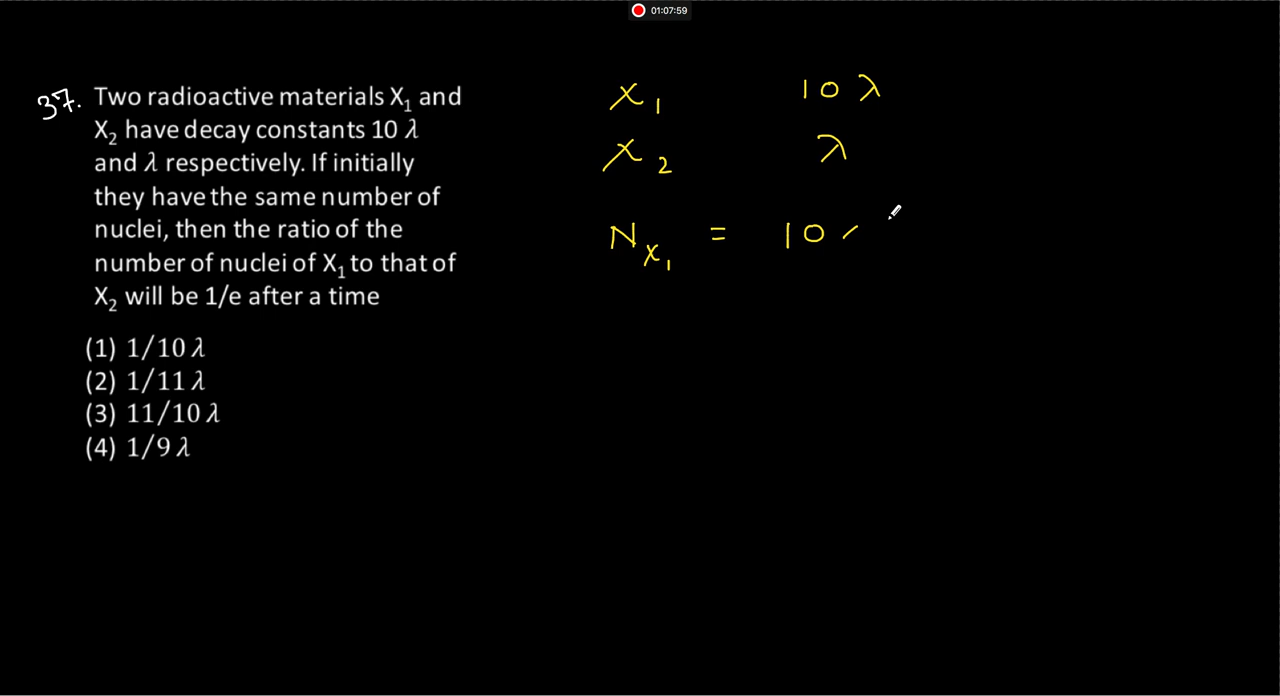 01:07:59
37. Two radioactive materials X₁ and
X₂ have decay constants 10 λ
and λ respectively. If initially
they have the same number of
nuclei, then the ratio of the
number of nuclei of X₁ to that of
X₂ will be 1/e after a time
(1) 1/10 λ
(2) 1/11 λ
(3) 11/10 λ
(4) 1/9 λ
X₁ 10 λ
X₂ λ
N_X₁ = 10